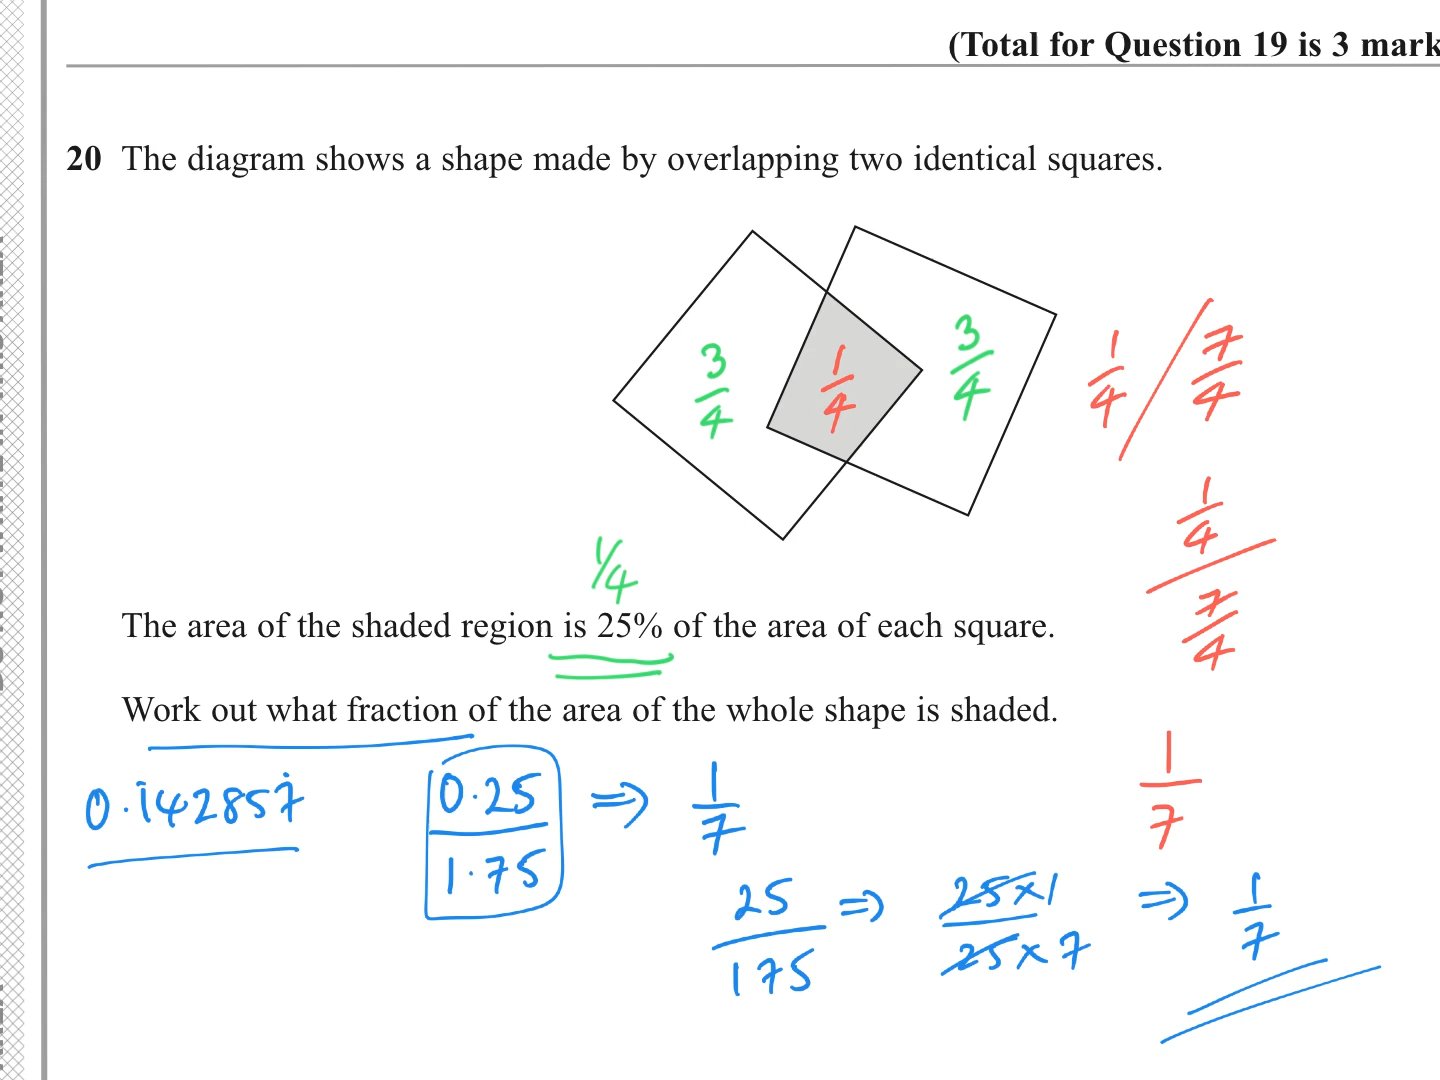 (Total for Question 19 is 3 mark
20 The diagram shows a shape made by overlapping two identical squares.
3/4
1/4
3/4
1/4 / 7/4
1/4
7/4
1/4
The area of the shaded region is 25% of the area of each square.
Work out what fraction of the area of the whole shape is shaded.
1/7
0.1̇42857̇
0.25/1.75 ⇒ 1/7
25/175 ⇒ 25×1/25×7 ⇒ 1/7